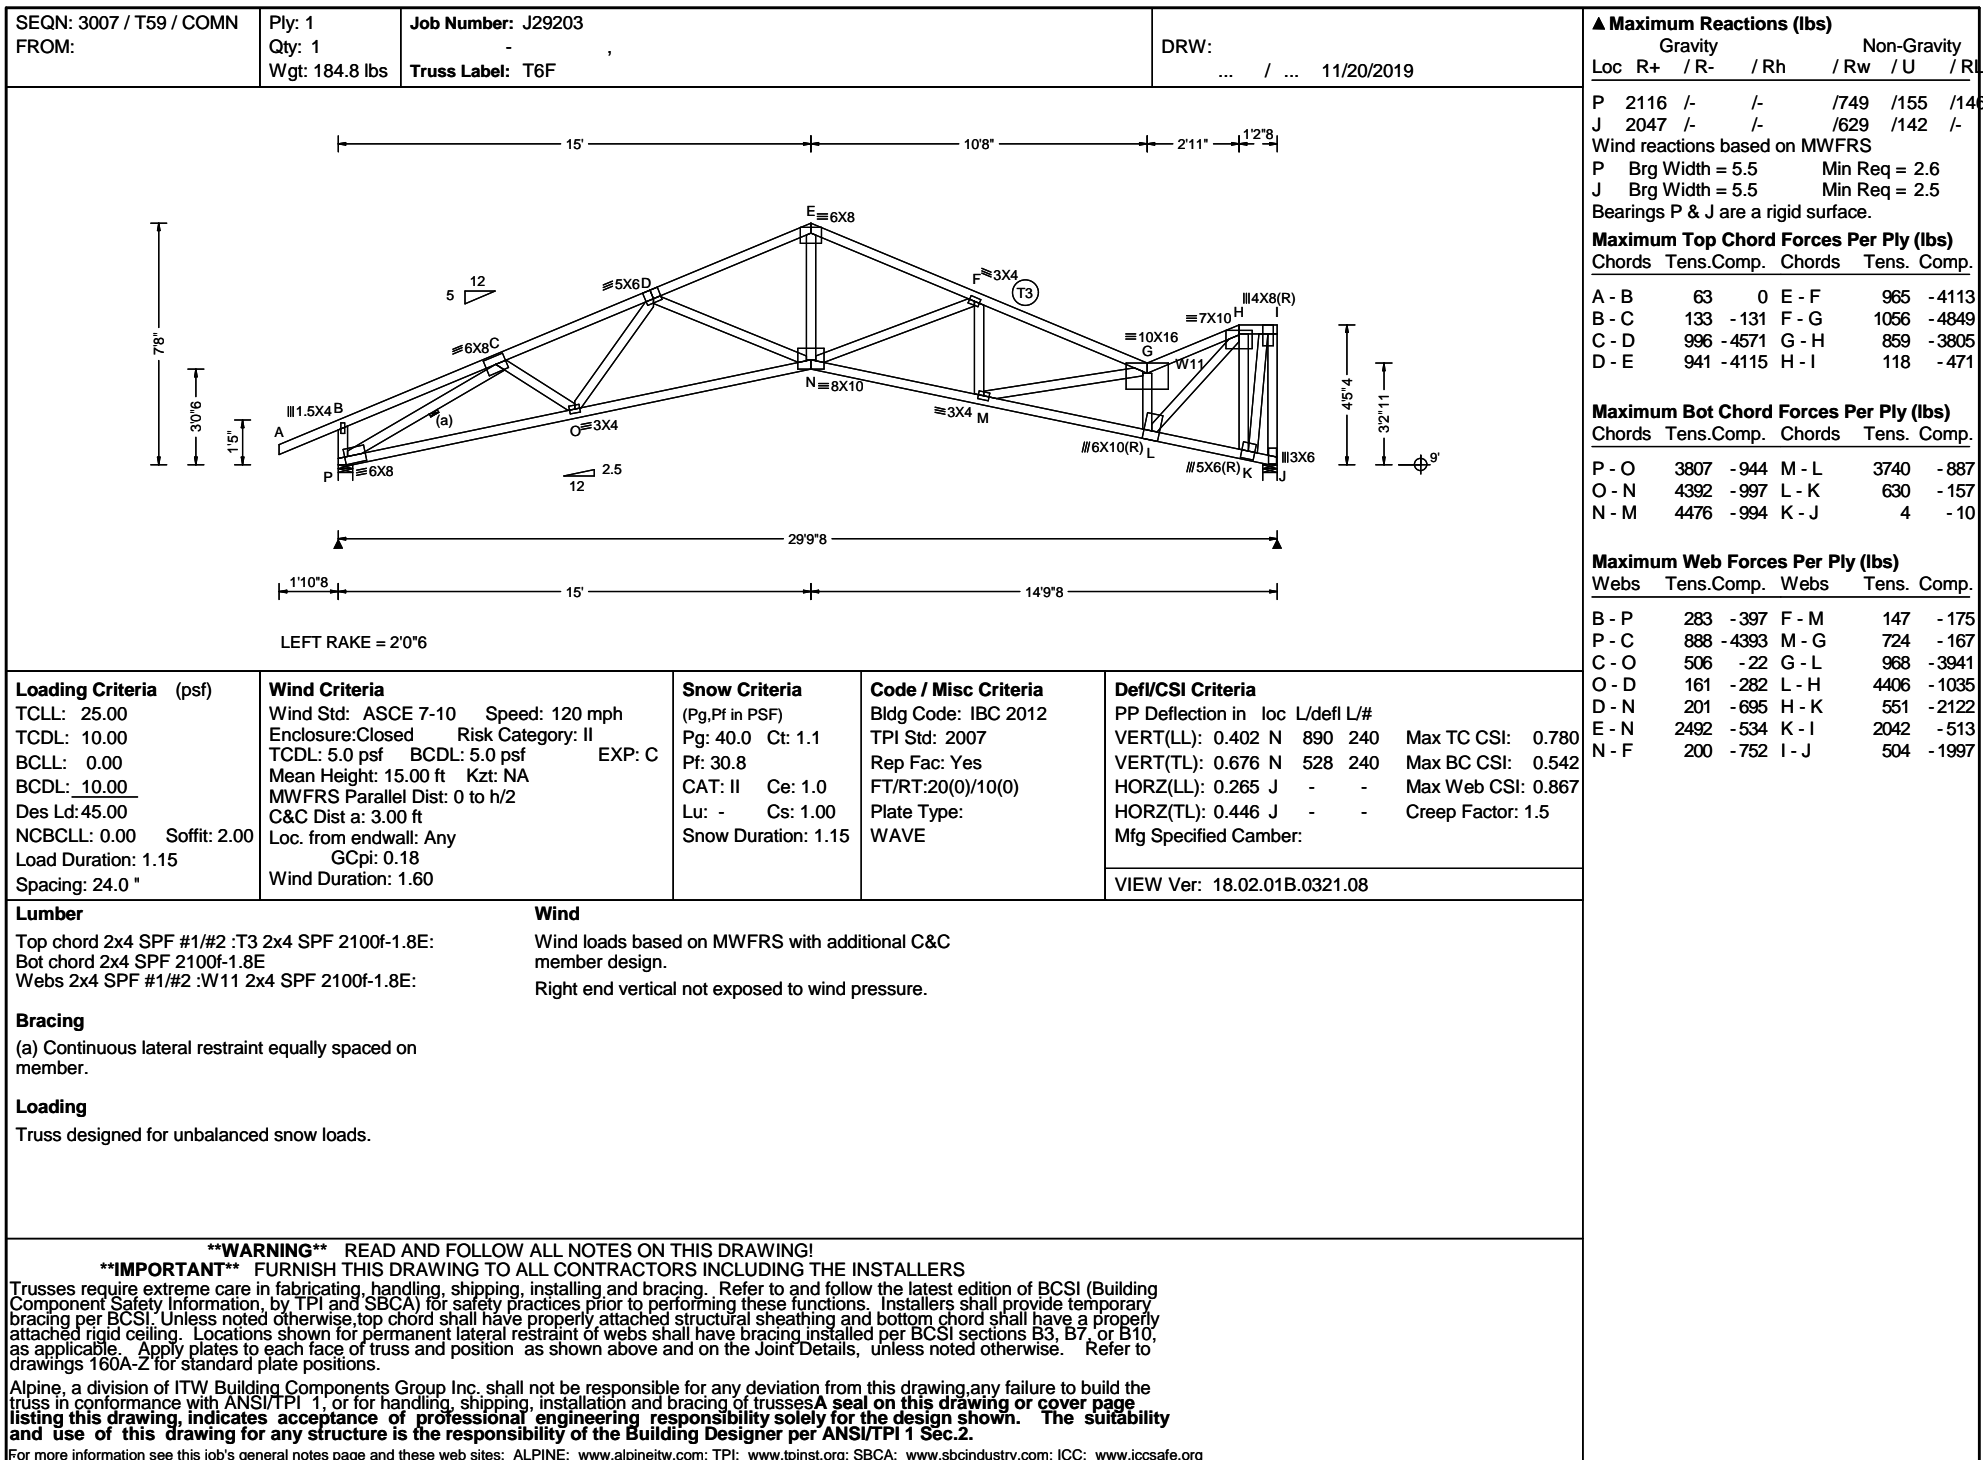 SEQN: 3007 / T59 / COMN
FROM:
Ply: 1
Qty: 1
Wgt: 184.8 lbs
Job Number: J29203
- ,
Truss Label: T6F
DRW:
... / ... 11/20/2019
15'
10'8"
2'11"
1'2"8
E ≡6X8
12
5
≡5X6 D
F ≡3X4
T3
|||4X8(R)
≡7X10 H I
≡6X8 C
≡10X16
G
W11
7'8"
N ≡8X10
4'5"4
3'2"11
3'0"6
|||1.5X4 B
(a)
1'5"
A
O ≡3X4
≡3X4 M
|||6X10(R) L
9'
P ≡6X8
2.5
12
|||5X6(R) K
|||3X6
J
29'9"8
1'10"8
15'
14'9"8
LEFT RAKE = 2'0"6
Loading Criteria (psf)
TCLL: 25.00
TCDL: 10.00
BCLL: 0.00
BCDL: 10.00
Des Ld: 45.00
NCBCLL: 0.00 Soffit: 2.00
Load Duration: 1.15
Spacing: 24.0 "
Wind Criteria
Wind Std: ASCE 7-10 Speed: 120 mph
Enclosure:Closed Risk Category: II
TCDL: 5.0 psf BCDL: 5.0 psf EXP: C
Mean Height: 15.00 ft Kzt: NA
MWFRS Parallel Dist: 0 to h/2
C&C Dist a: 3.00 ft
Loc. from endwall: Any
GCpi: 0.18
Wind Duration: 1.60
Snow Criteria
(Pg,Pf in PSF)
Pg: 40.0 Ct: 1.1
Pf: 30.8
CAT: II Ce: 1.0
Lu: - Cs: 1.00
Snow Duration: 1.15
Code / Misc Criteria
Bldg Code: IBC 2012
TPI Std: 2007
Rep Fac: Yes
FT/RT:20(0)/10(0)
Plate Type:
WAVE
Defl/CSI Criteria
PP Deflection in loc L/defl L/#
VERT(LL): 0.402 N 890 240 Max TC CSI: 0.780
VERT(TL): 0.676 N 528 240 Max BC CSI: 0.542
HORZ(LL): 0.265 J - - Max Web CSI: 0.867
HORZ(TL): 0.446 J - - Creep Factor: 1.5
Mfg Specified Camber:
VIEW Ver: 18.02.01B.0321.08
Lumber
Top chord 2x4 SPF #1/#2 :T3 2x4 SPF 2100f-1.8E:
Bot chord 2x4 SPF 2100f-1.8E
Webs 2x4 SPF #1/#2 :W11 2x4 SPF 2100f-1.8E:
Bracing
(a) Continuous lateral restraint equally spaced on
member.
Loading
Truss designed for unbalanced snow loads.
Wind
Wind loads based on MWFRS with additional C&C
member design.
Right end vertical not exposed to wind pressure.
**WARNING** READ AND FOLLOW ALL NOTES ON THIS DRAWING!
**IMPORTANT** FURNISH THIS DRAWING TO ALL CONTRACTORS INCLUDING THE INSTALLERS
Trusses require extreme care in fabricating, handling, shipping, installing and bracing. Refer to and follow the latest edition of BCSI (Building
Component Safety Information, by TPI and SBCA) for safety practices prior to performing these functions. Installers shall provide temporary
bracing per BCSI. Unless noted otherwise,top chord shall have properly attached structural sheathing and bottom chord shall have a properly
attached rigid ceiling. Locations shown for permanent lateral restraint of webs shall have bracing installed per BCSI sections B3, B7, or B10,
as applicable. Apply plates to each face of truss and position as shown above and on the Joint Details, unless noted otherwise. Refer to
drawings 160A-Z for standard plate positions.
Alpine, a division of ITW Building Components Group Inc. shall not be responsible for any deviation from this drawing,any failure to build the
truss in conformance with ANSI/TPI 1, or for handling, shipping, installation and bracing of trussesA seal on this drawing or cover page
listing this drawing, indicates acceptance of professional engineering responsibility solely for the design shown. The suitability
and use of this drawing for any structure is the responsibility of the Building Designer per ANSI/TPI 1 Sec.2.
For more information see this job's general notes page and these web sites: ALPINE: www.alpineitw.com; TPI: www.tpinst.org; SBCA: www.sbcindustry.com; ICC: www.iccsafe.org
▲ Maximum Reactions (lbs)
Gravity Non-Gravity
Loc R+ / R- / Rh / Rw / U / RL
P 2116 /- /- /749 /155 /146
J 2047 /- /- /629 /142 /-
Wind reactions based on MWFRS
P Brg Width = 5.5 Min Req = 2.6
J Brg Width = 5.5 Min Req = 2.5
Bearings P & J are a rigid surface.
Maximum Top Chord Forces Per Ply (lbs)
Chords Tens.Comp. Chords Tens. Comp.
A - B 63 0 E - F 965 -4113
B - C 133 -131 F - G 1056 -4849
C - D 996 -4571 G - H 859 -3805
D - E 941 -4115 H - I 118 -471
Maximum Bot Chord Forces Per Ply (lbs)
Chords Tens.Comp. Chords Tens. Comp.
P - O 3807 -944 M - L 3740 -887
O - N 4392 -997 L - K 630 -157
N - M 4476 -994 K - J 4 -10
Maximum Web Forces Per Ply (lbs)
Webs Tens.Comp. Webs Tens. Comp.
B - P 283 -397 F - M 147 -175
P - C 888 -4393 M - G 724 -167
C - O 506 -22 G - L 968 -3941
O - D 161 -282 L - H 4406 -1035
D - N 201 -695 H - K 551 -2122
E - N 2492 -534 K - I 2042 -513
N - F 200 -752 I - J 504 -1997